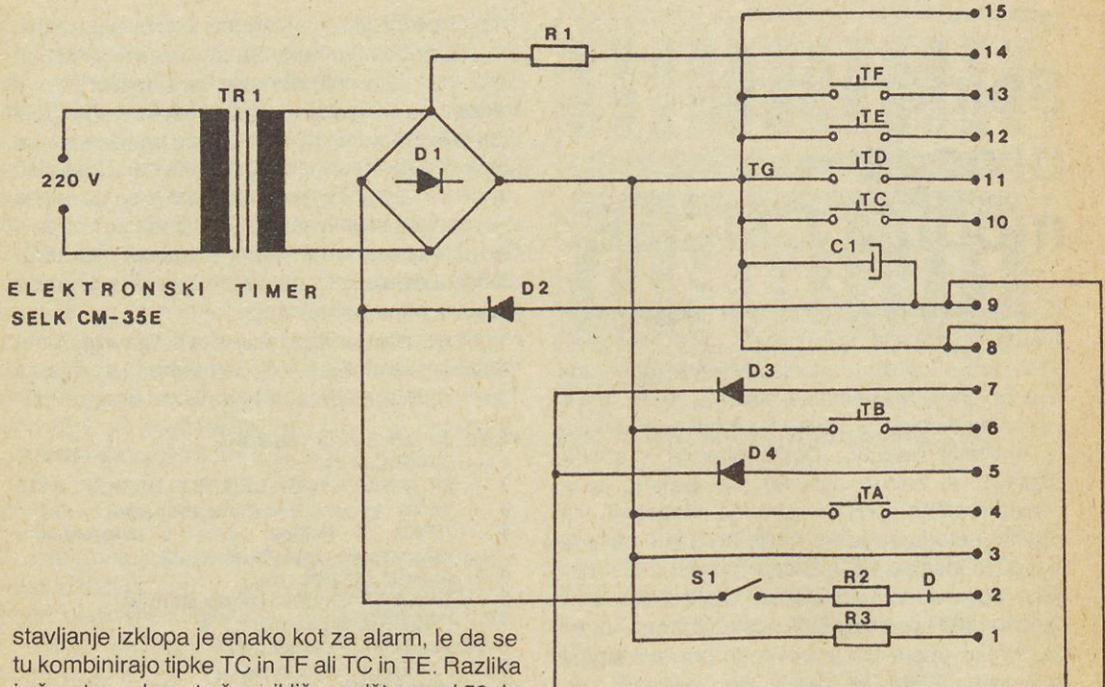 15
R1
14
TF
13
TR1
TE
12
D1
TD
220 V
TG
11
TC
10
C1
ELEKTRONSKI TIMER
SELK CM-35E
D2
9
8
D3
7
TB
6
D4
5
TA
4
3
S1
R2
D
2
R3
1
stavljanje izklopa je enako kot za alarm, le da se
tu kombinirajo tipke TC in TF ali TC in TE. Razlika